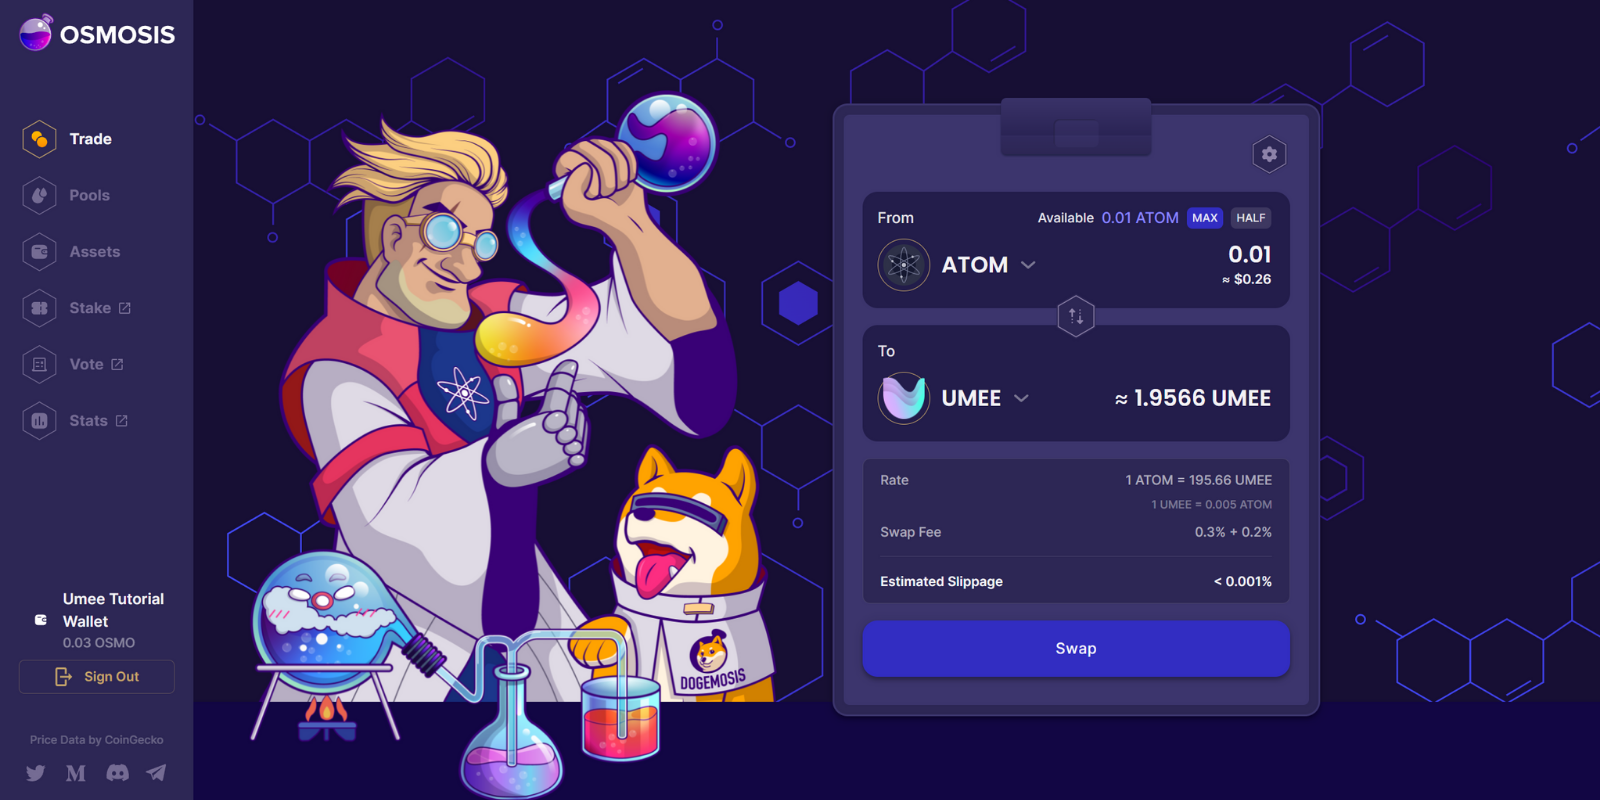 OSMOSIS
Trade
Pools
Assets
Stake
Vote
Stats
Umee Tutorial
Wallet
0.03 OSMO
Sign Out
Price Data by CoinGecko
DOGEMOSIS
From
Available 0.01 ATOM MAX HALF
ATOM
0.01
≈ $0.26
To
UMEE
≈ 1.9566 UMEE
Rate
1 ATOM = 195.66 UMEE
1 UMEE = 0.005 ATOM
Swap Fee
0.3% + 0.2%
Estimated Slippage
< 0.001%
Swap